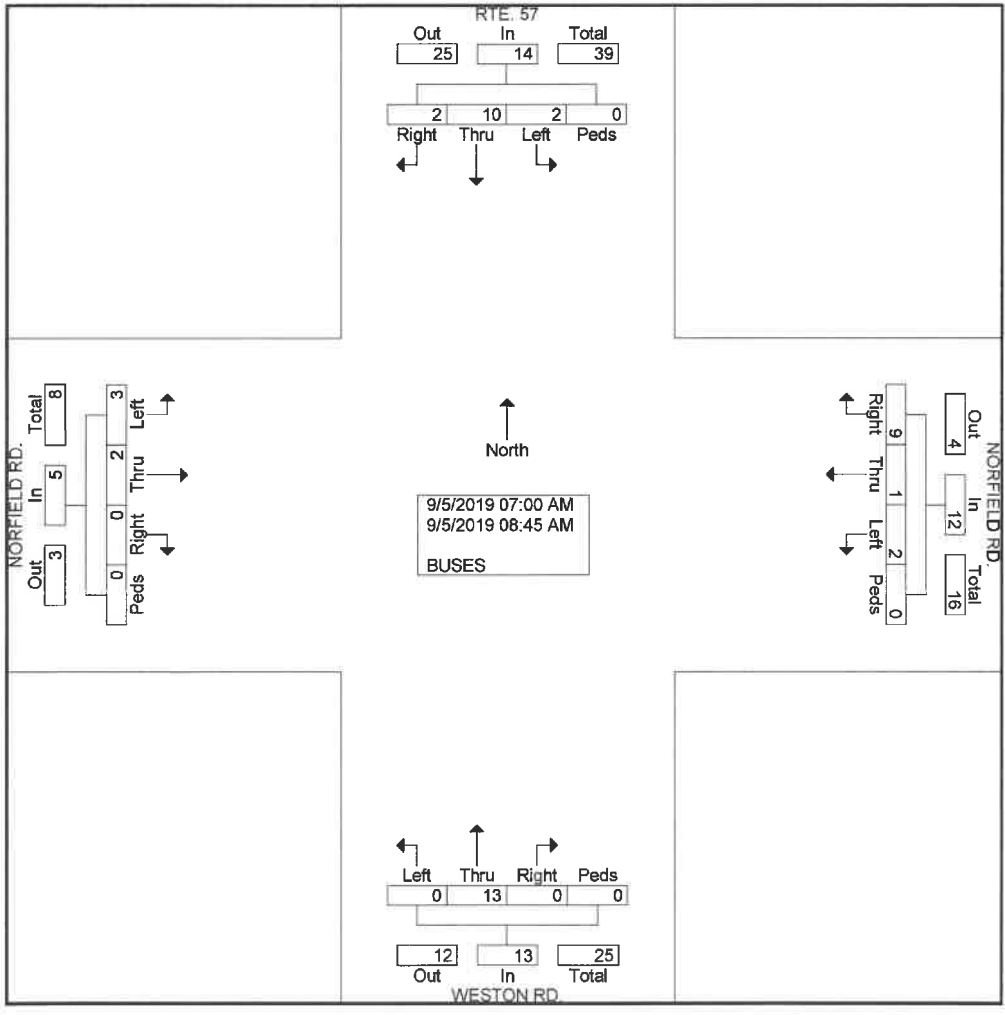 RTE. 57
Out In Total
25 14 39
2 10 2 0
Right Thru Left Peds
NORFIELD RD.
Total In Out
8 5 3
3 2 0 0
Left Thru Right Peds
North
9/5/2019 07:00 AM
9/5/2019 08:45 AM
BUSES
Right Thru Left Peds
9 1 2 0
Out In Total
4 12 16
NORFIELD RD.
Left Thru Right Peds
0 13 0 0
12 13 25
Out In Total
WESTON RD.